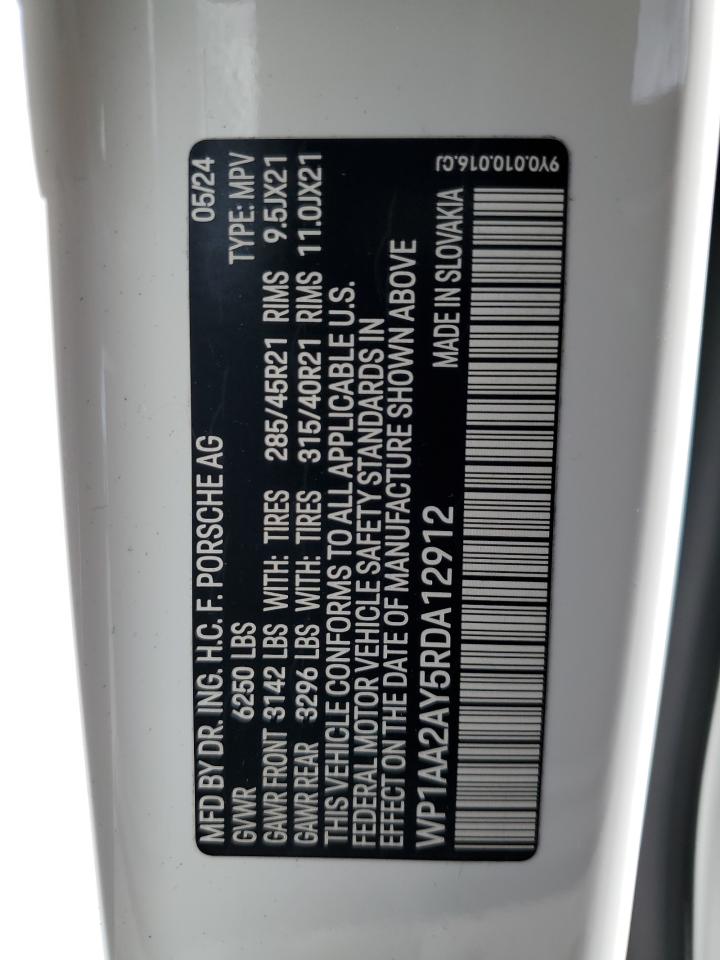 MFD BY DR. ING. H.C. F. PORSCHE AG 05/24
GVWR 6250 LBS TYPE: MPV
GAWR FRONT 3142 LBS WITH: TIRES 285/45R21 RIMS 9.5JX21
GAWR REAR 3296 LBS WITH: TIRES 315/40R21 RIMS 11.0JX21
THIS VEHICLE CONFORMS TO ALL APPLICABLE U.S.
FEDERAL MOTOR VEHICLE SAFETY STANDARDS IN
EFFECT ON THE DATE OF MANUFACTURE SHOWN ABOVE
WP1AA2AY5RDA12912 MADE IN SLOVAKIA
9Y0.010.016.CJ